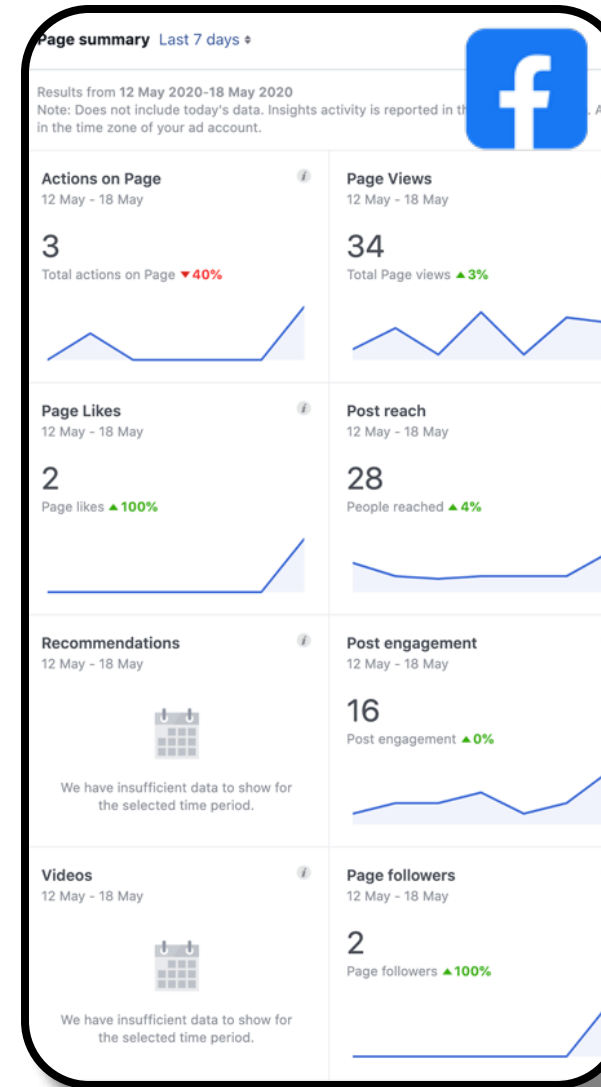 Page summary Last 7 days
Results from 12 May 2020-18 May 2020
Note: Does not include today's data. Insights activity is reported in
in the time zone of your ad account.
Actions on Page
12 May - 18 May
3
Total actions on Page ▼40%
Page Views
12 May - 18 May
34
Total Page views ▲3%
Page Likes
12 May - 18 May
2
Page likes ▲100%
Post reach
12 May - 18 May
28
People reached ▲4%
Recommendations
12 May - 18 May
We have insufficient data to show for
the selected time period.
Post engagement
12 May - 18 May
16
Post engagement ▲0%
Videos
12 May - 18 May
We have insufficient data to show for
the selected time period.
Page followers
12 May - 18 May
2
Page followers ▲100%